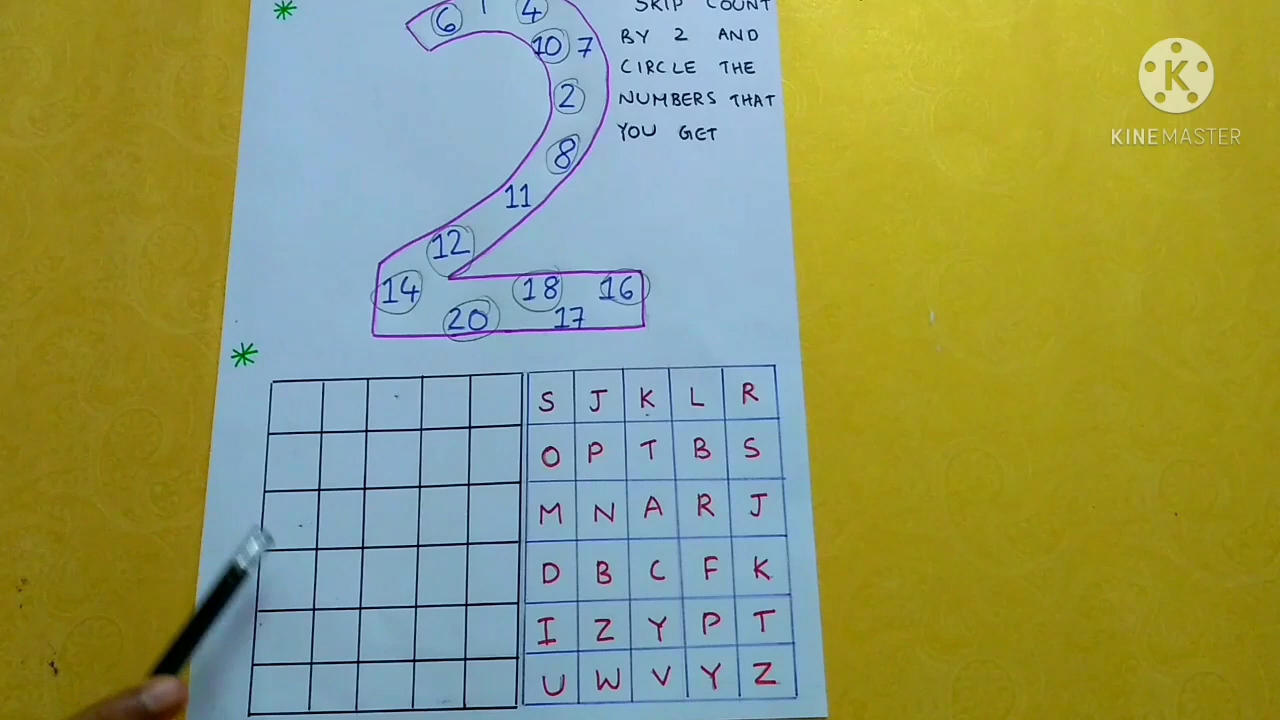 SKIP COUNT
BY 2 AND
CIRCLE THE
NUMBERS THAT
YOU GET
6 1 4
10 7
2
8
11
12
14 18 16
20 17
S J K L R
O P T B S
M N A R J
D B C F K
I Z Y P T
U W V Y Z
K
KINEMASTER